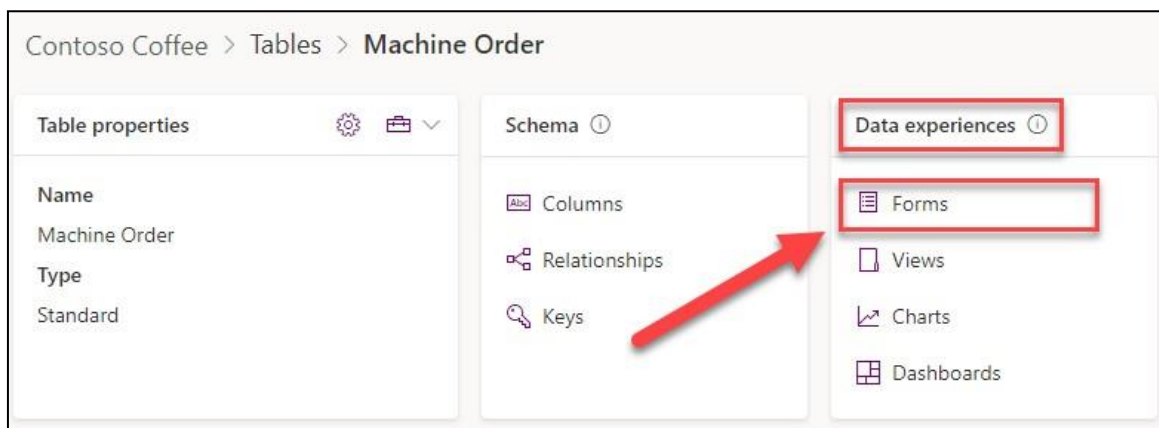 Contoso Coffee > Tables > Machine Order
Table properties
Name
Machine Order
Type
Standard
Schema
Abc Columns
Relationships
Keys
Data experiences
Forms
Views
Charts
Dashboards